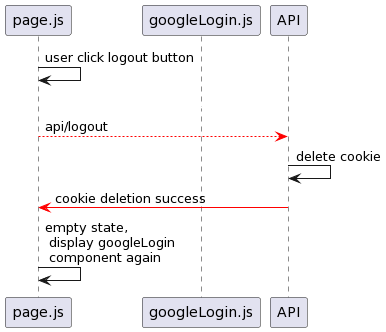 page.js
googleLogin.js
API
user click logout button
api/logout
delete cookie
cookie deletion success
empty state,
display googleLogin
component again
page.js
googleLogin.js
API